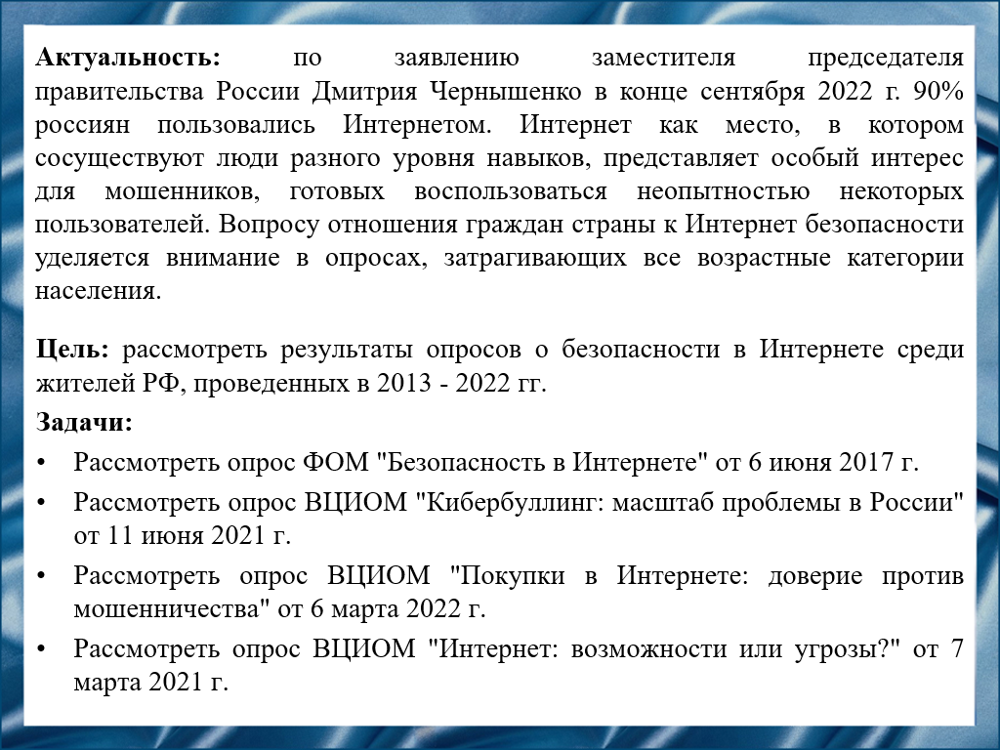 Актуальность: по заявлению заместителя председателя
правительства России Дмитрия Чернышенко в конце сентября 2022 г. 90%
россиян пользовались Интернетом. Интернет как место, в котором
сосуществуют люди разного уровня навыков, представляет особый интерес
для мошенников, готовых воспользоваться неопытностью некоторых
пользователей. Вопросу отношения граждан страны к Интернет безопасности
уделяется внимание в опросах, затрагивающих все возрастные категории
населения.
Цель: рассмотреть результаты опросов о безопасности в Интернете среди
жителей РФ, проведенных в 2013 - 2022 гг.
Задачи:
• Рассмотреть опрос ФОМ "Безопасность в Интернете" от 6 июня 2017 г.
• Рассмотреть опрос ВЦИОМ "Кибербуллинг: масштаб проблемы в России"
от 11 июня 2021 г.
• Рассмотреть опрос ВЦИОМ "Покупки в Интернете: доверие против
мошенничества" от 6 марта 2022 г.
• Рассмотреть опрос ВЦИОМ "Интернет: возможности или угрозы?" от 7
марта 2021 г.